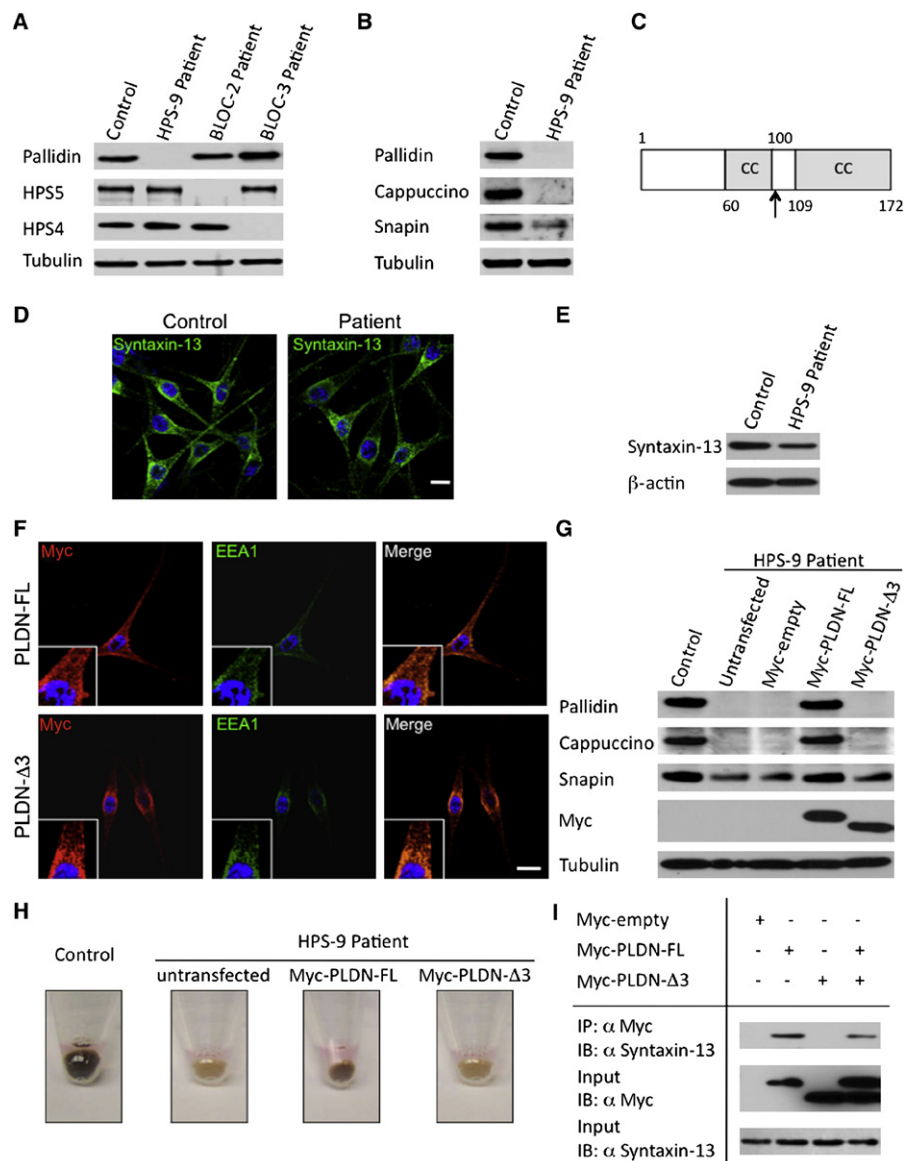 A
Control
HPS-9 Patient
BLOC-2 Patient
BLOC-3 Patient
Pallidin
HPS5
HPS4
Tubulin
B
Control
HPS-9 Patient
Pallidin
Cappuccino
Snapin
Tubulin
C
1
100
CC
CC
60
109
172
D
Control
Patient
Syntaxin-13
Syntaxin-13
E
Control
HPS-9 Patient
Syntaxin-13
β-actin
F
Myc
EEA1
Merge
PLDN-FL
Myc
EEA1
Merge
PLDN-Δ3
G
HPS-9 Patient
Control
Untransfected
Myc-empty
Myc-PLDN-FL
Myc-PLDN-Δ3
Pallidin
Cappuccino
Snapin
Myc
Tubulin
H
Control
HPS-9 Patient
untransfected
Myc-PLDN-FL
Myc-PLDN-Δ3
I
Myc-empty + - - -
Myc-PLDN-FL - + - +
Myc-PLDN-Δ3 - - + +
IP: α Myc
IB: α Syntaxin-13
Input
IB: α Myc
Input
IB: α Syntaxin-13